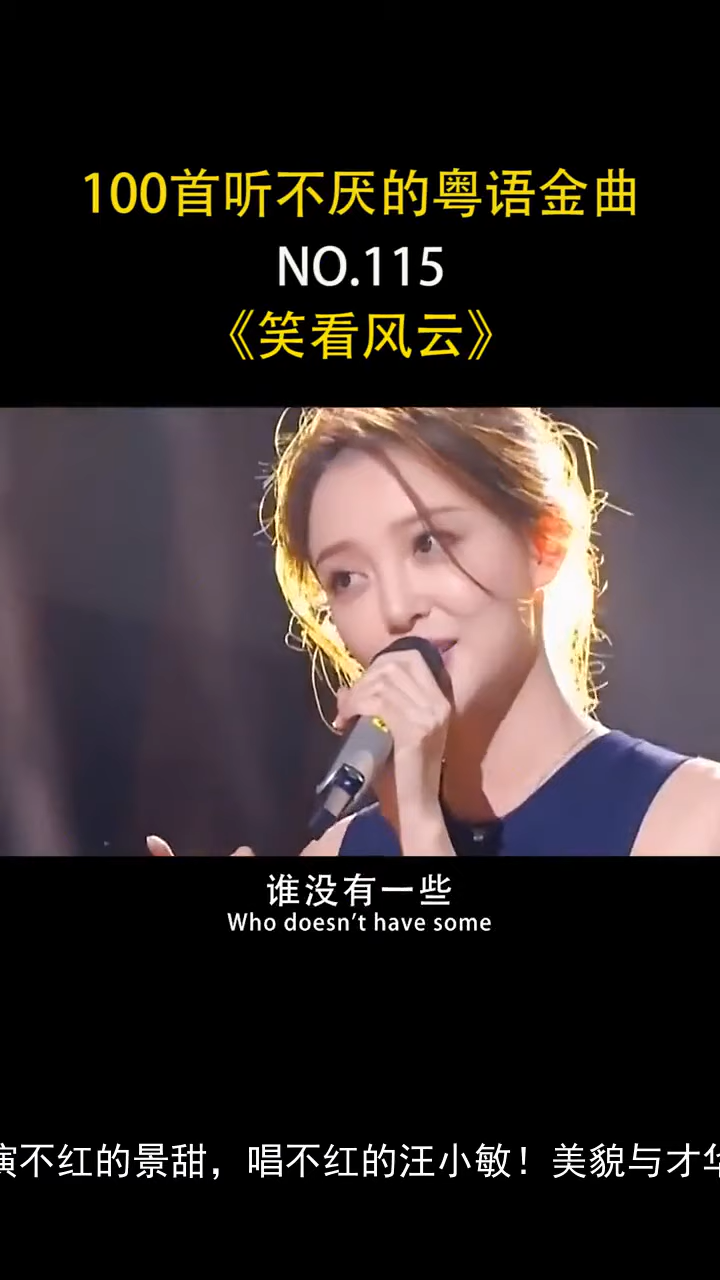 100首听不厌的粤语金曲
NO.115
《笑看风云》
谁没有一些
Who doesn't have some
演不红的景甜，唱不红的汪小敏！美貌与才华